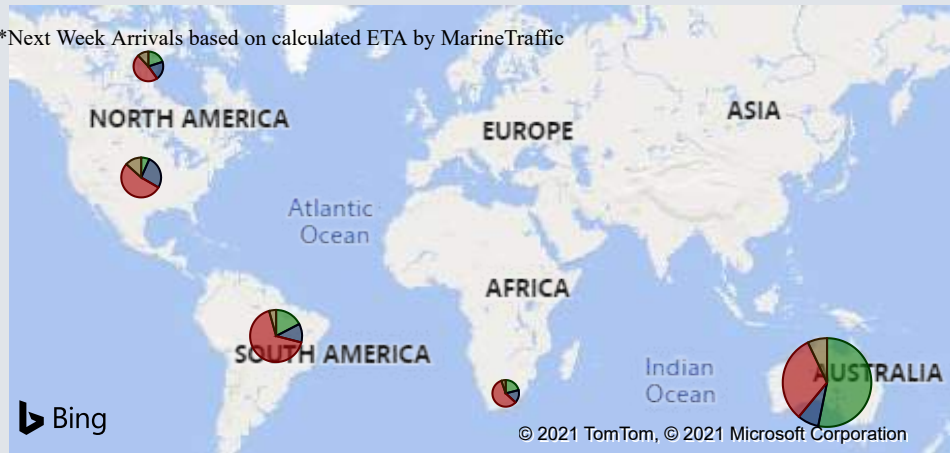 *Next Week Arrivals based on calculated ETA by MarineTraffic
NORTH AMERICA
EUROPE
ASIA
Atlantic
Ocean
AFRICA
SOUTH AMERICA
Indian
Ocean
AUSTRALIA
Bing
© 2021 TomTom, © 2021 Microsoft Corporation